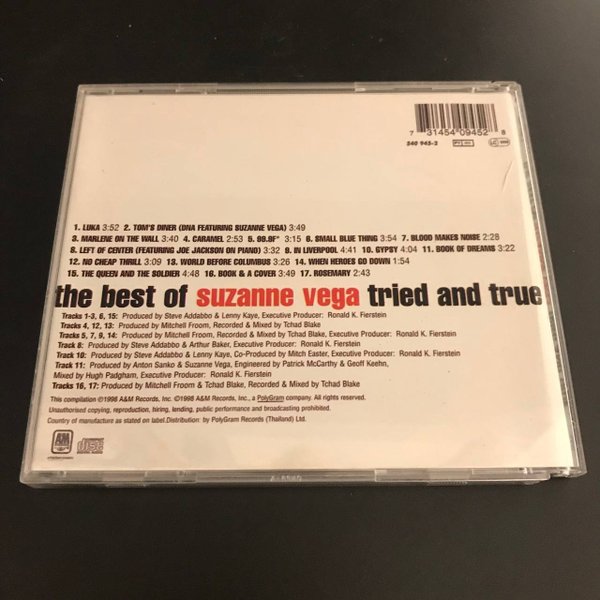 7 31454 09452 8
540 945-2
1. LUKA 3:52 2. TOM'S DINER (DNA FEATURING SUZANNE VEGA) 3:49
3. MARLENE ON THE WALL 3:40 4. CARAMEL 2:53 5. 99.9F° 3:15 6. SMALL BLUE THING 3:54 7. BLOOD MAKES NOISE 2:28
8. LEFT OF CENTER (FEATURING JOE JACKSON ON PIANO) 3:32 9. IN LIVERPOOL 4:41 10. GYPSY 4:04 11. BOOK OF DREAMS 3:22
12. NO CHEAP THRILL 3:09 13. WORLD BEFORE COLUMBUS 3:26 14. WHEN HEROES GO DOWN 1:54
15. THE QUEEN AND THE SOLDIER 4:48 16. BOOK & A COVER 3:49 17. ROSEMARY 2:43
the best of suzanne vega tried and true
Tracks 1-3, 6, 15: Produced by Steve Addabbo & Lenny Kaye, Executive Producer: Ronald K. Fierstein
Tracks 4, 12, 13: Produced by Mitchell Froom, Recorded & Mixed by Tchad Blake
Tracks 5, 7, 9, 14: Produced by Mitchell Froom, Recorded & Mixed by Tchad Blake, Executive Producer: Ronald K. Fierstein
Track 8: Produced by Steve Addabbo & Arthur Baker, Executive Producer: Ronald K. Fierstein
Track 10: Produced by Steve Addabbo & Lenny Kaye, Co-Produced by Mitch Easter, Executive Producer: Ronald K. Fierstein
Track 11: Produced by Anton Sanko & Suzanne Vega, Engineered by Patrick McCarthy & Geoff Keehn,
Mixed by Hugh Padgham, Executive Producer: Ronald K. Fierstein
Tracks 16, 17: Produced by Mitchell Froom & Tchad Blake, Recorded & Mixed by Tchad Blake
This compilation ℗1998 A&M Records, Inc. ©1998 A&M Records, Inc., a PolyGram company. All rights reserved.
Unauthorised copying, reproduction, hiring, lending, public performance and broadcasting prohibited.
Country of manufacture as stated on label.Distribution: by PolyGram Records (Thailand) Ltd.
A&M
COMPACT disc